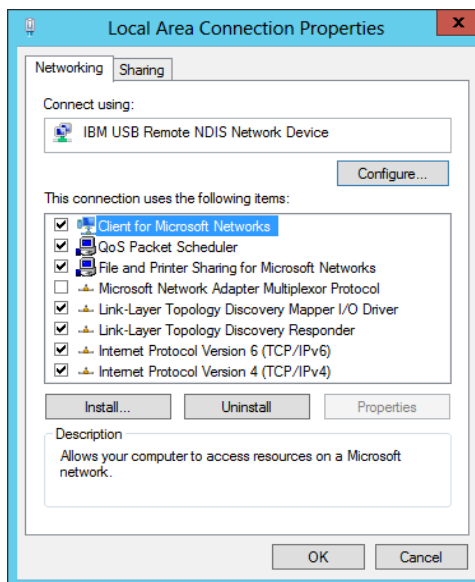 Local Area Connection Properties
x
Networking
Sharing
Connect using:
IBM USB Remote NDIS Network Device
Configure...
This connection uses the following items:
Client for Microsoft Networks
QoS Packet Scheduler
File and Printer Sharing for Microsoft Networks
Microsoft Network Adapter Multiplexor Protocol
Link-Layer Topology Discovery Mapper I/O Driver
Link-Layer Topology Discovery Responder
Internet Protocol Version 6 (TCP/IPv6)
Internet Protocol Version 4 (TCP/IPv4)
Install...
Uninstall
Properties
Description
Allows your computer to access resources on a Microsoft
network.
OK
Cancel